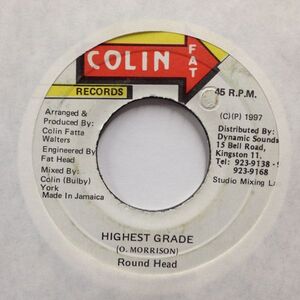 COLIN
FAT
RECORDS
45 R.P.M.
Arranged &
Produced By:
Colin Fatta
Walters
Engineered By:
Fat Head
Mixed By:
Colin (Bulby)
York
Made In Jamaica
(C)(P) 1997
Distributed By:
Dynamic Sounds
15 Bell Road,
Kingston 11.
Tel: 923-9138 -
923-9168
Studio Mixing
HIGHEST GRADE
(O. MORRISON)
Round Head